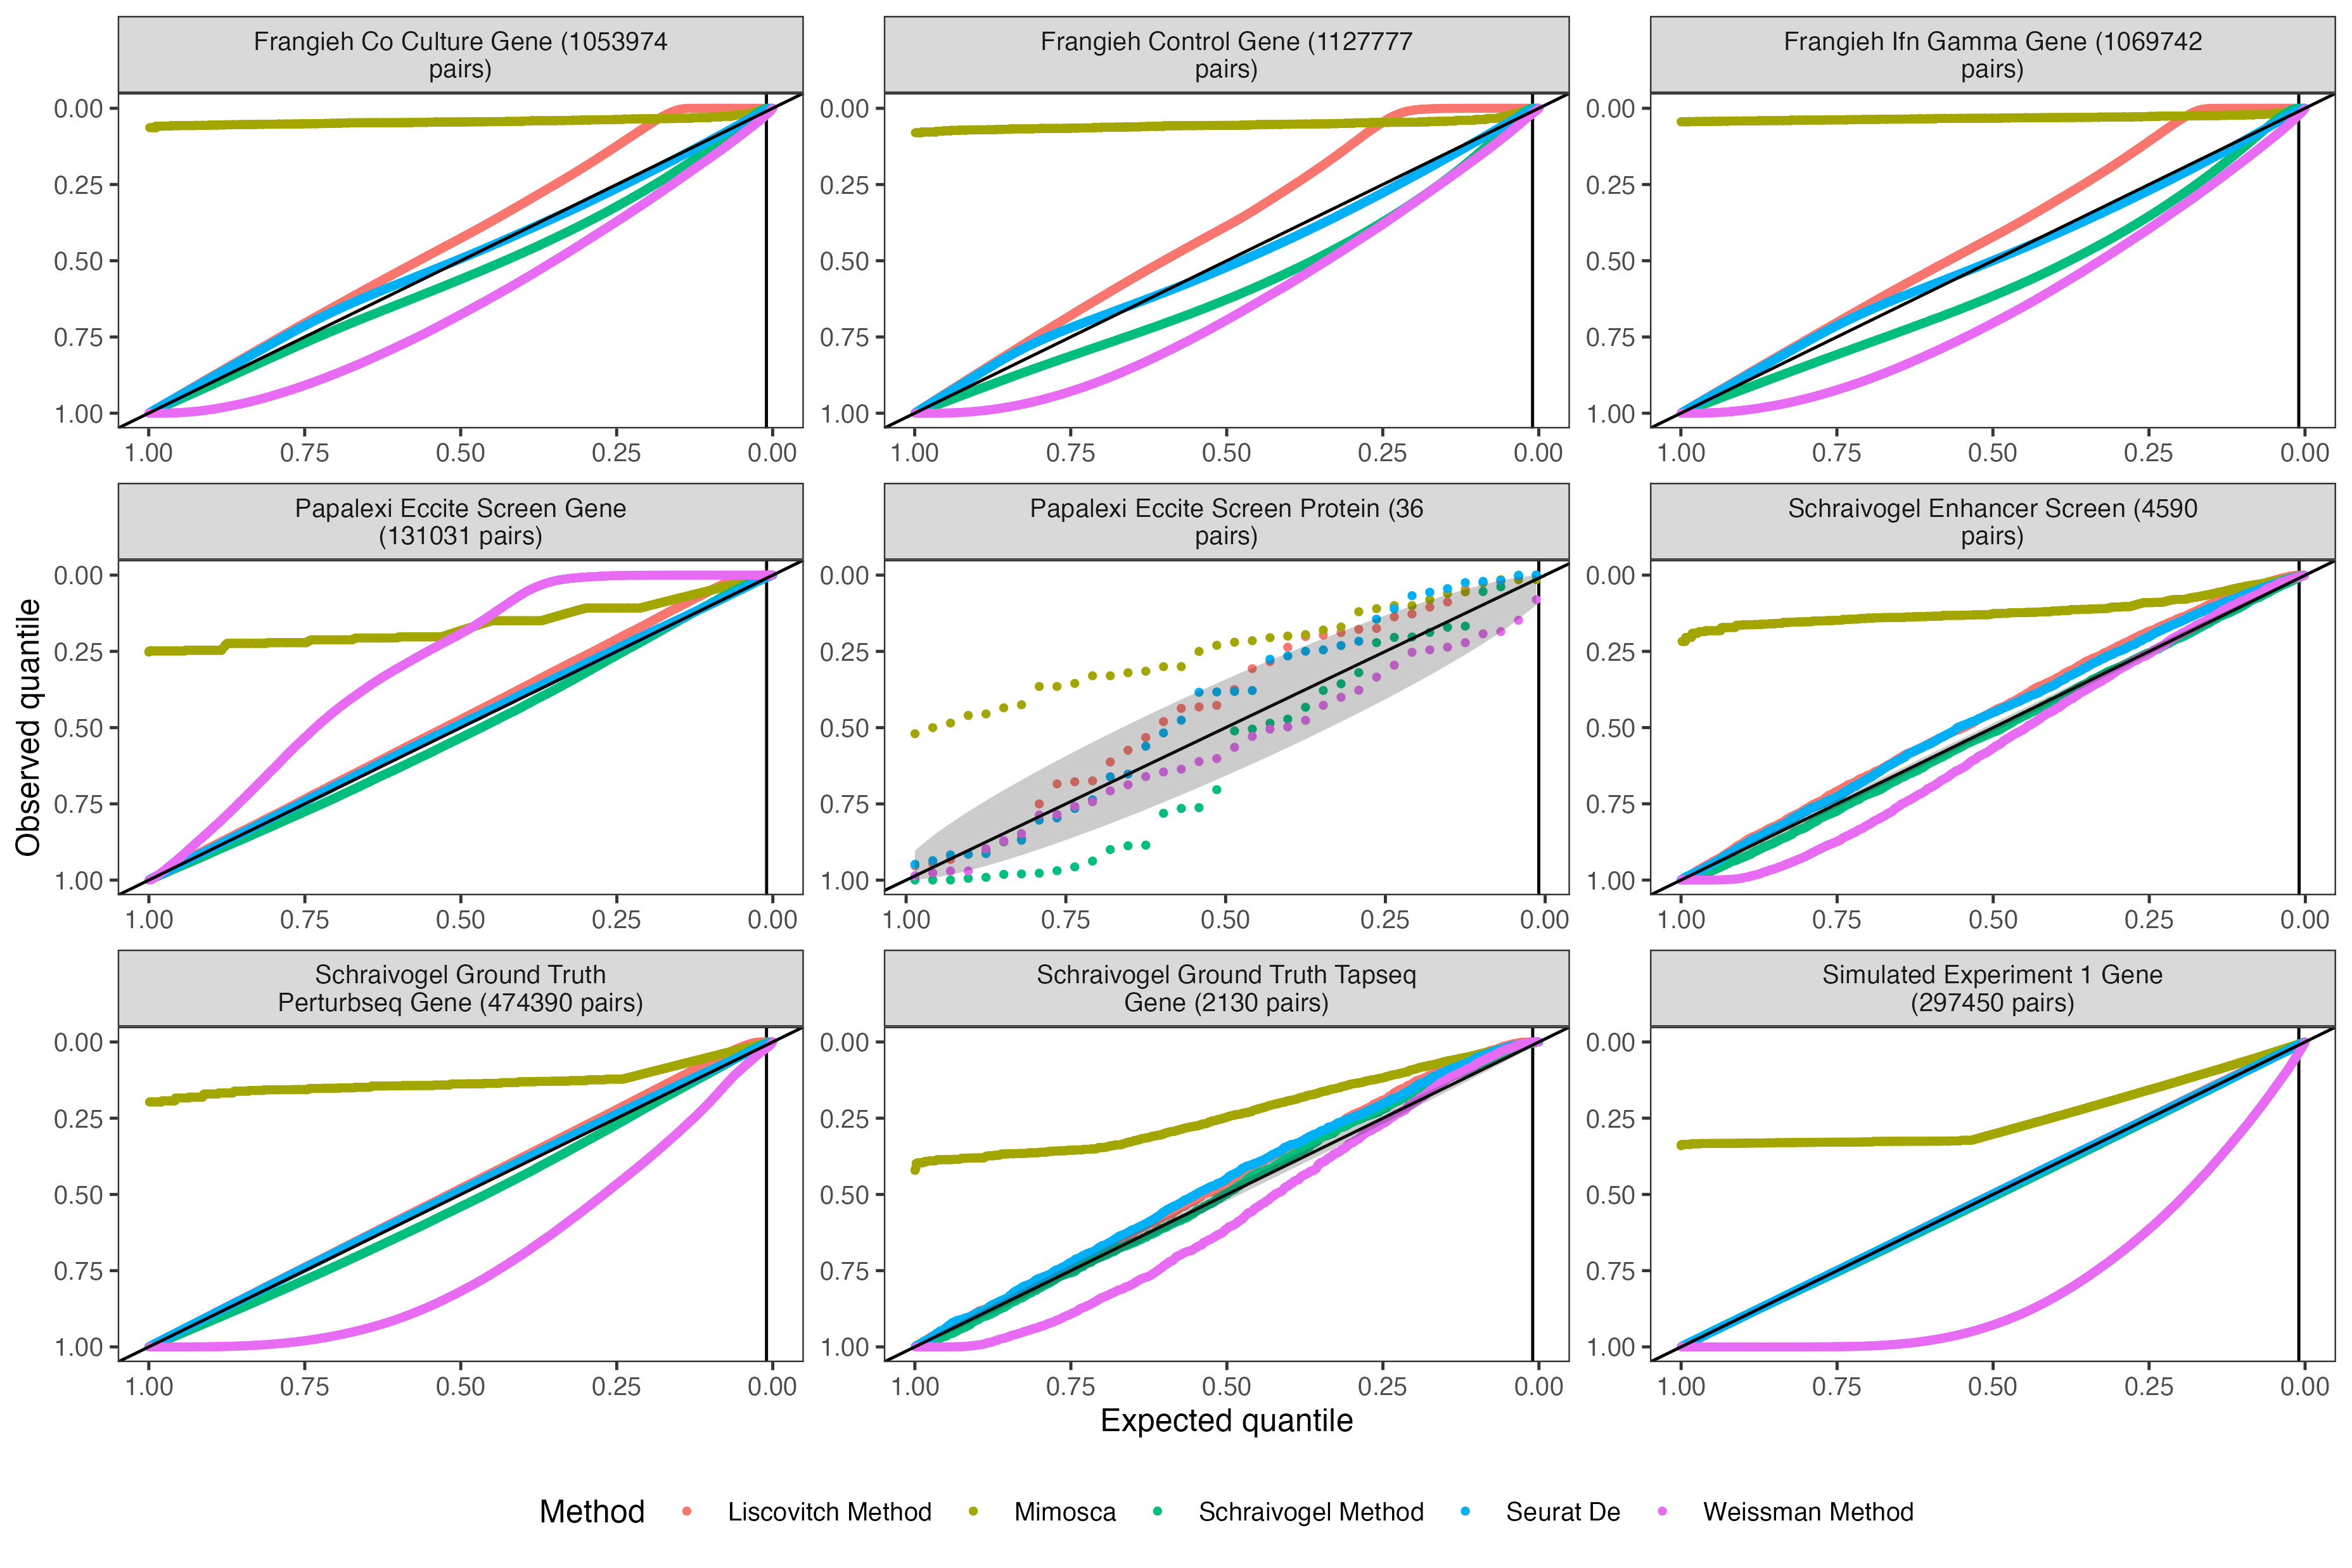 Frangieh Co Culture Gene (1053974
pairs)
Frangieh Control Gene (1127777
pairs)
Frangieh Ifn Gamma Gene (1069742
pairs)
0.00
0.25
0.50
0.75
1.00
1.00 0.75 0.50 0.25 0.00
0.00
0.25
0.50
0.75
1.00
1.00 0.75 0.50 0.25 0.00
0.00
0.25
0.50
0.75
1.00
1.00 0.75 0.50 0.25 0.00
Observed quantile
Papalexi Eccite Screen Gene
(131031 pairs)
Papalexi Eccite Screen Protein (36
pairs)
Schraivogel Enhancer Screen (4590
pairs)
0.00
0.25
0.50
0.75
1.00
1.00 0.75 0.50 0.25 0.00
0.00
0.25
0.50
0.75
1.00
1.00 0.75 0.50 0.25 0.00
0.00
0.25
0.50
0.75
1.00
1.00 0.75 0.50 0.25 0.00
Schraivogel Ground Truth
Perturbseq Gene (474390 pairs)
Schraivogel Ground Truth Tapseq
Gene (2130 pairs)
Simulated Experiment 1 Gene
(297450 pairs)
0.00
0.25
0.50
0.75
1.00
1.00 0.75 0.50 0.25 0.00
0.00
0.25
0.50
0.75
1.00
1.00 0.75 0.50 0.25 0.00
0.00
0.25
0.50
0.75
1.00
1.00 0.75 0.50 0.25 0.00
Expected quantile
Method Liscovitch Method Mimosca Schraivogel Method Seurat De Weissman Method